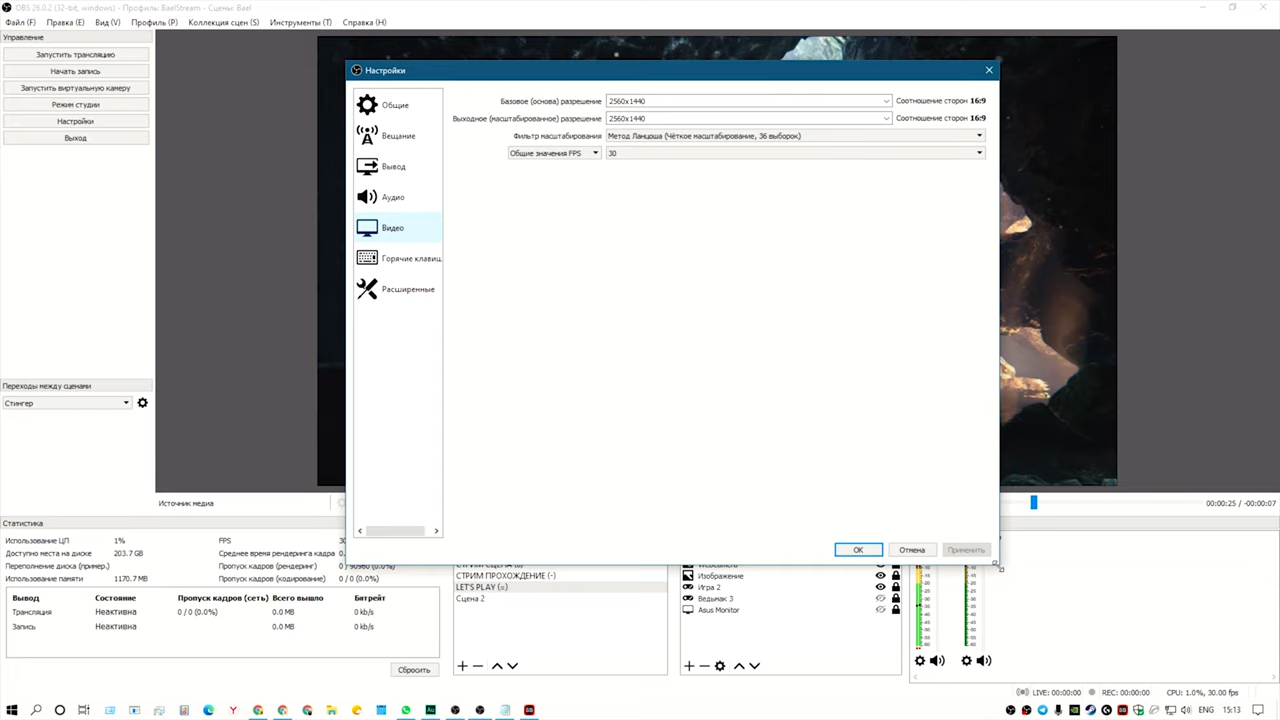 OBS 26.0.2 (32-bit, windows) - Профиль: BaelStream - Сцены: Bael
Файл (F) Правка (E) Вид (V) Профиль (P) Коллекция сцен (S) Инструменты (T) Справка (H)
Управление
Запустить трансляцию
Начать запись
Запустить виртуальную камеру
Режим студии
Настройки
Выход
Переходы между сценами
Стингер
Настройки
Общие
Вещание
Вывод
Аудио
Видео
Горячие клавиш
Расширенные
Базовое (основа) разрешение 2560x1440 Соотношение сторон 16:9
Выходное (масштабированное) разрешение 2560x1440 Соотношение сторон 16:9
Фильтр масштабирования Метод Ланцоша (Чёткое масштабирование, 36 выборок)
Общие значения FPS 30
OK Отмена Применить
Источник медиа
00:00:25 / -00:00:07
Статистика
Использование ЦП 1% FPS 30
Доступно места на диске 203.7 GB Среднее время рендеринга кадра 0.
Переполнение диска (пример.) Пропуск кадров (рендеринг)
Использование памяти 1170.7 MB Пропуск кадров (кодирование) 0 / 0 (0.0%)
Вывод Состояние Пропуск кадров (сеть) Всего вышло Битрейт
Трансляция Неактивна 0 / 0 (0.0%) 0.0 MB 0 kb/s
Запись Неактивна 0.0 MB 0 kb/s
Сбросить
СТРИМ ПРОХОЖДЕНИЕ (-)
LET'S PLAY (=)
Сцена 2
Изображение
Игра 2
Ведьмак 3
Asus Monitor
LIVE: 00:00:00 REC: 00:00:00 CPU: 1.0%, 30.00 fps
ENG 15:13